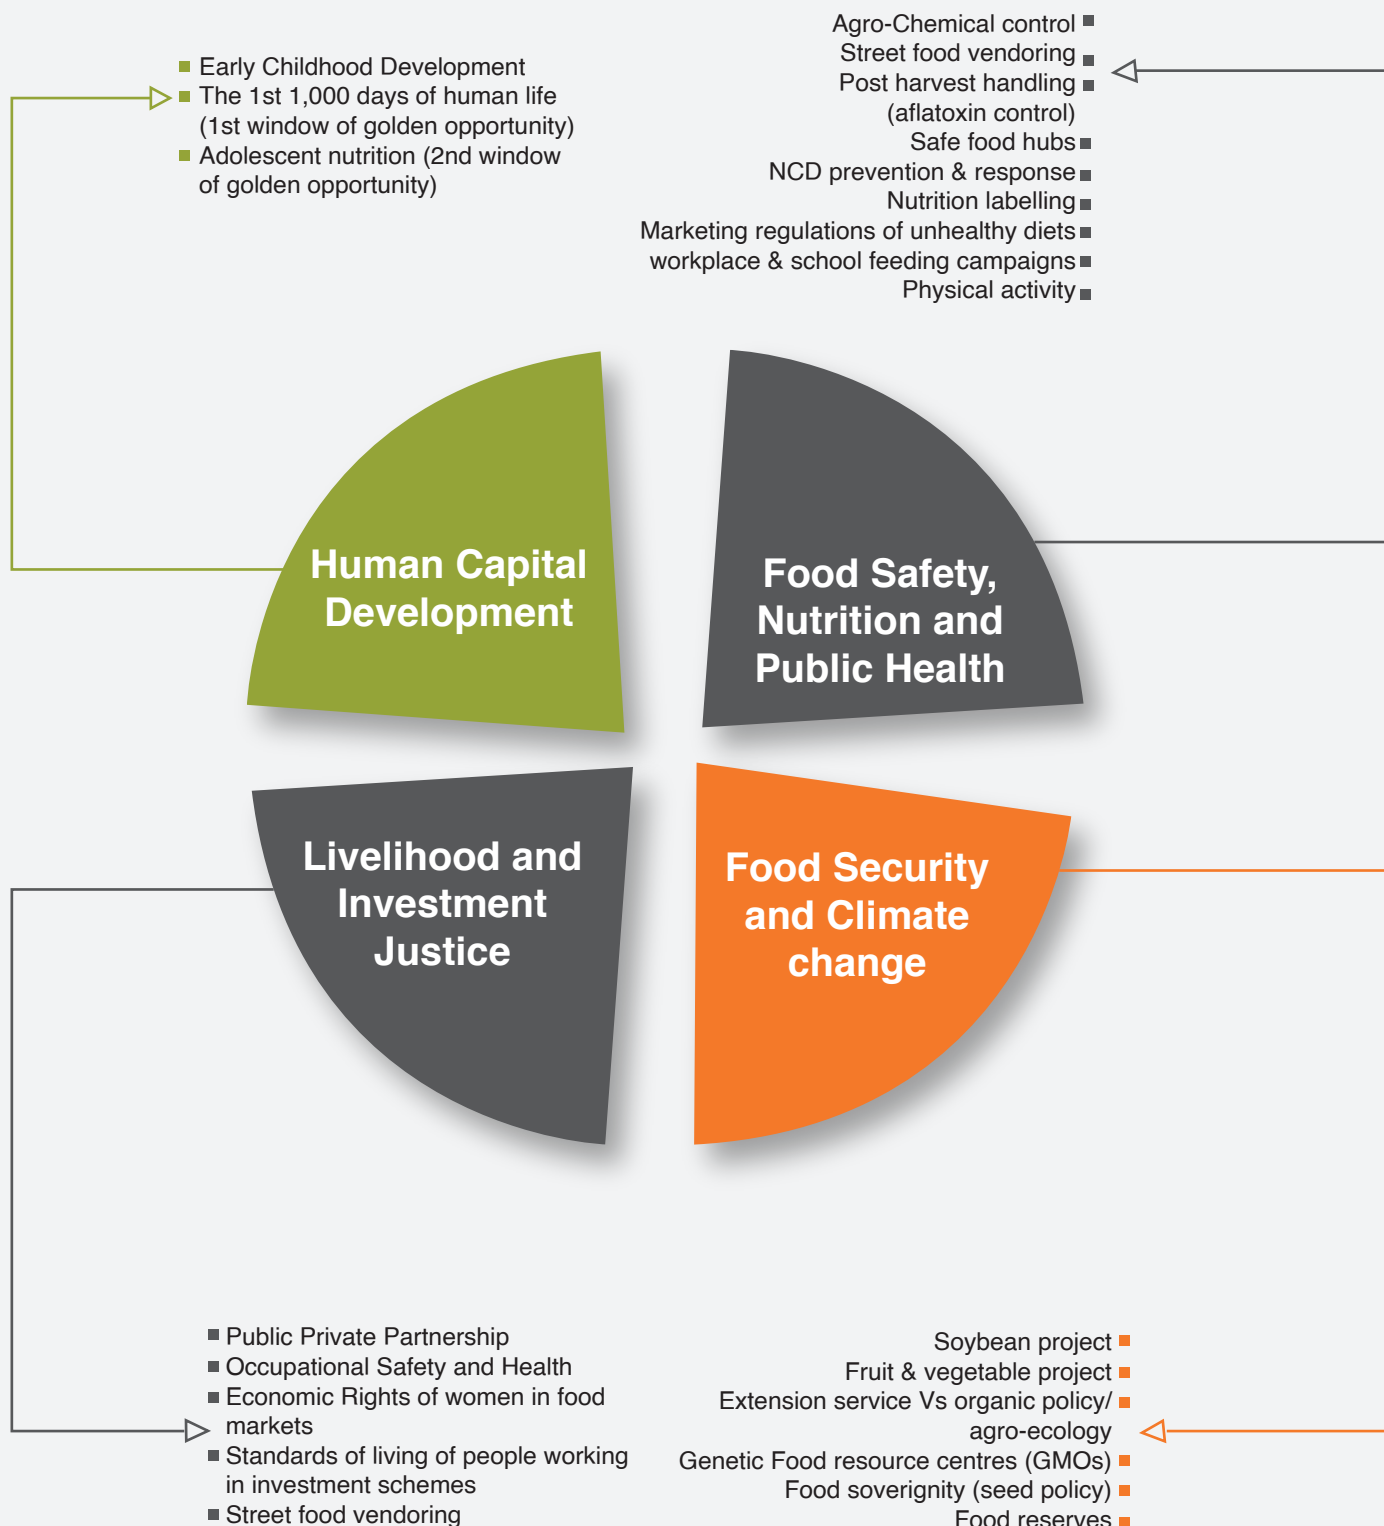 Early Childhood Development
The 1st 1,000 days of human life
(1st window of golden opportunity)
Adolescent nutrition (2nd window
of golden opportunity)
Agro-Chemical control
Street food vendoring
Post harvest handling
(aflatoxin control)
Safe food hubs
NCD prevention & response
Nutrition labelling
Marketing regulations of unhealthy diets
workplace & school feeding campaigns
Physical activity
Human Capital
Development
Food Safety,
Nutrition and
Public Health
Livelihood and
Investment
Justice
Food Security
and Climate
change
Public Private Partnership
Occupational Safety and Health
Economic Rights of women in food
markets
Standards of living of people working
in investment schemes
Street food vendoring
Soybean project
Fruit & vegetable project
Extension service Vs organic policy/
agro-ecology
Genetic Food resource centres (GMOs)
Food soverignity (seed policy)
Food reserves